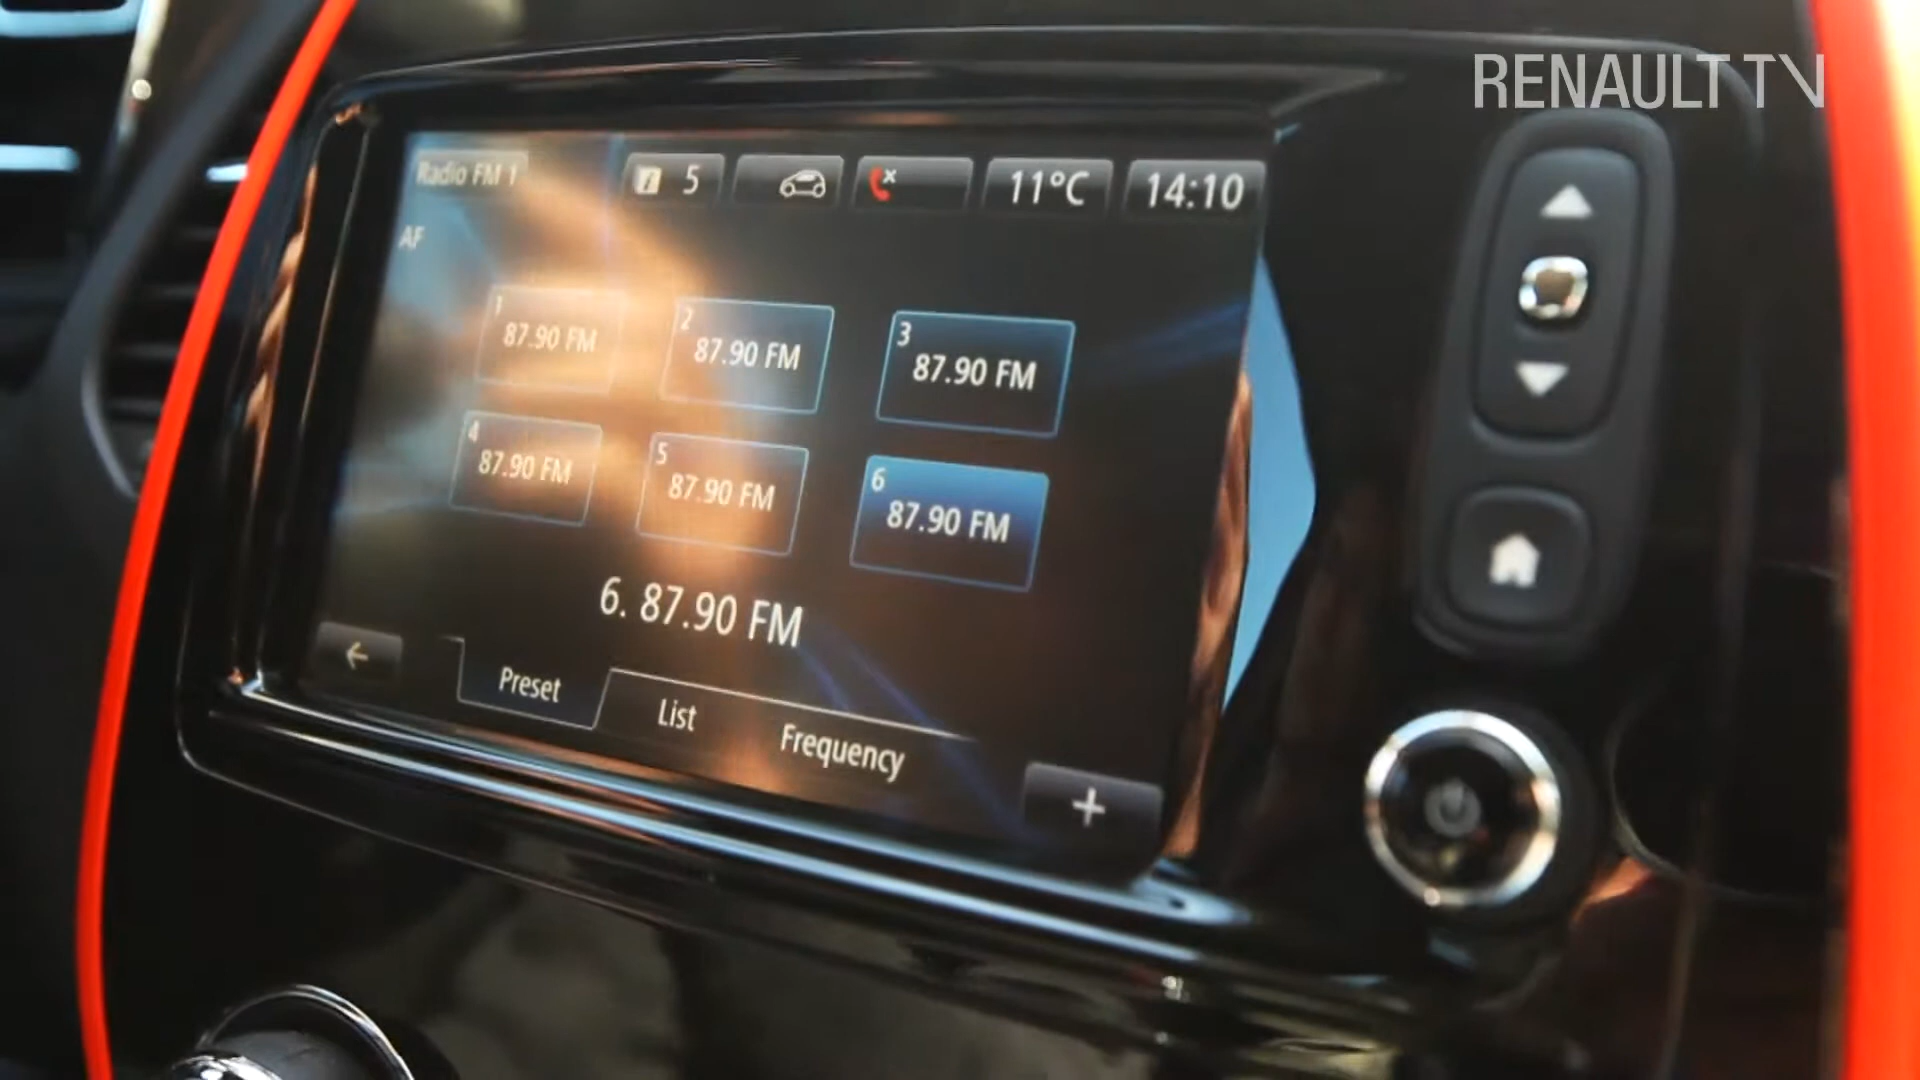 RENAULT TV
Radio FM 1
5
11°C
14:10
AF
1
87.90 FM
2
87.90 FM
3
87.90 FM
4
87.90 FM
5
87.90 FM
6
87.90 FM
6. 87.90 FM
Preset
List
Frequency